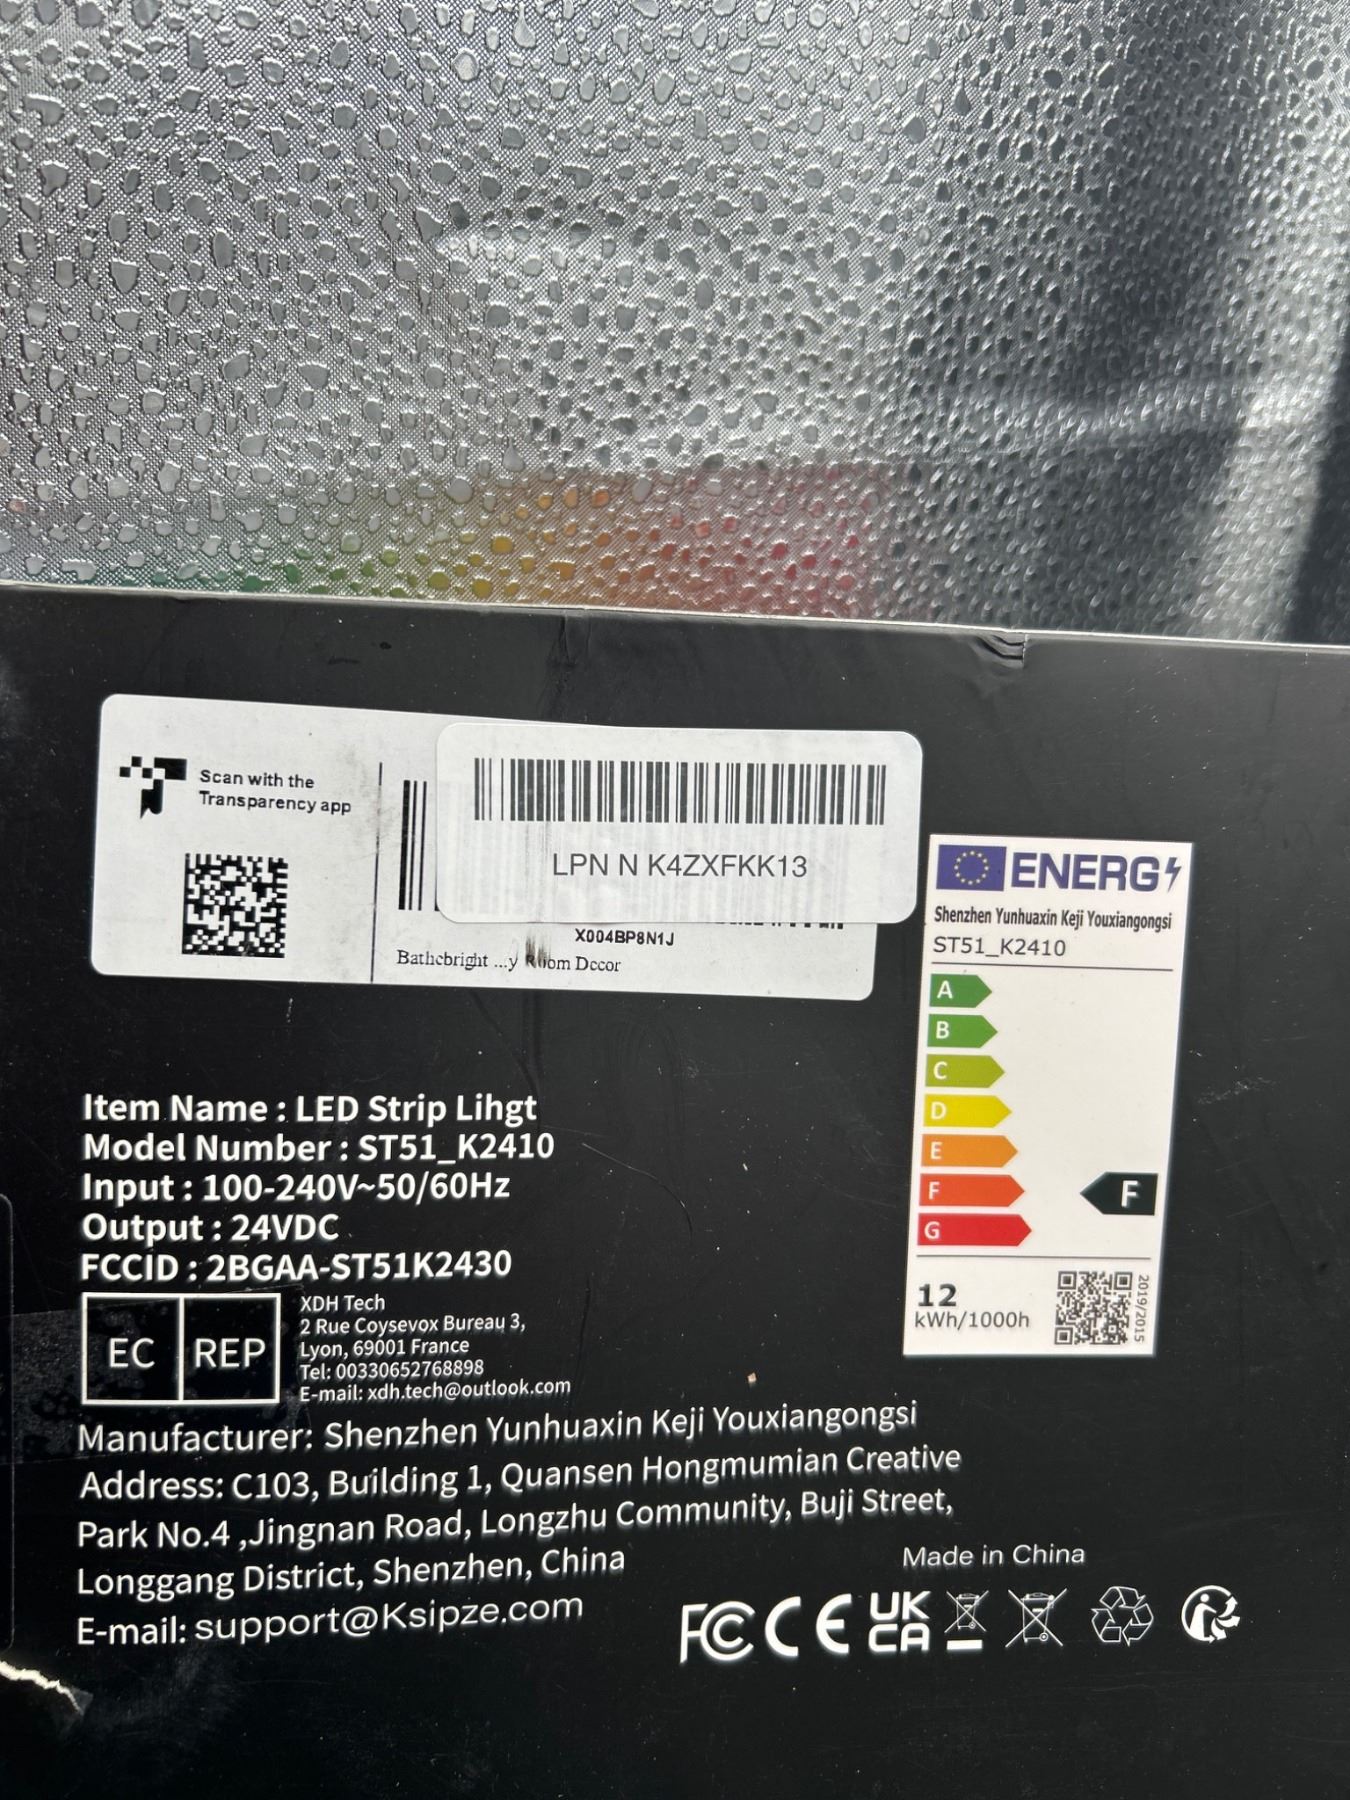 Scan with the
Transparency app
LPN N K4ZXFKK13
X004BP8N1J
Bathebright ...y Room Decor
ENERG
Shenzhen Yunhuaxin Keji Youxiangongsi
ST51_K2410
A
B
C
D
E
F
F
G
12
kWh/1000h
2019/2015
Item Name : LED Strip Lihgt
Model Number : ST51_K2410
Input : 100-240V~50/60Hz
Output : 24VDC
FCCID : 2BGAA-ST51K2430
EC REP
XDH Tech
2 Rue Coysevox Bureau 3,
Lyon, 69001 France
Tel: 00330652768898
E-mail: xdh.tech@outlook.com
Manufacturer: Shenzhen Yunhuaxin Keji Youxiangongsi
Address: C103, Building 1, Quansen Hongmumian Creative
Park No.4 ,Jingnan Road, Longzhu Community, Buji Street,
Longgang District, Shenzhen, China
E-mail: support@Ksipze.com
Made in China
FC CE UK
CA